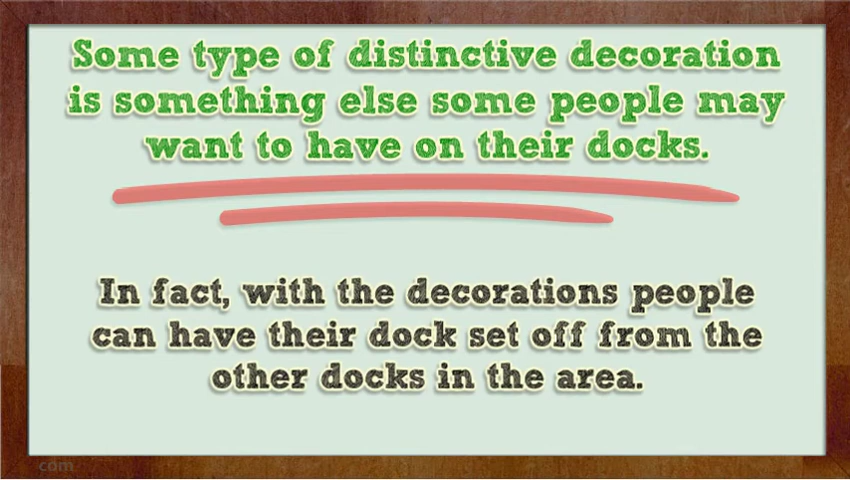 Some type of distinctive decoration
is something else some people may
want to have on their docks.
In fact, with the decorations people
can have their dock set off from the
other docks in the area.
com